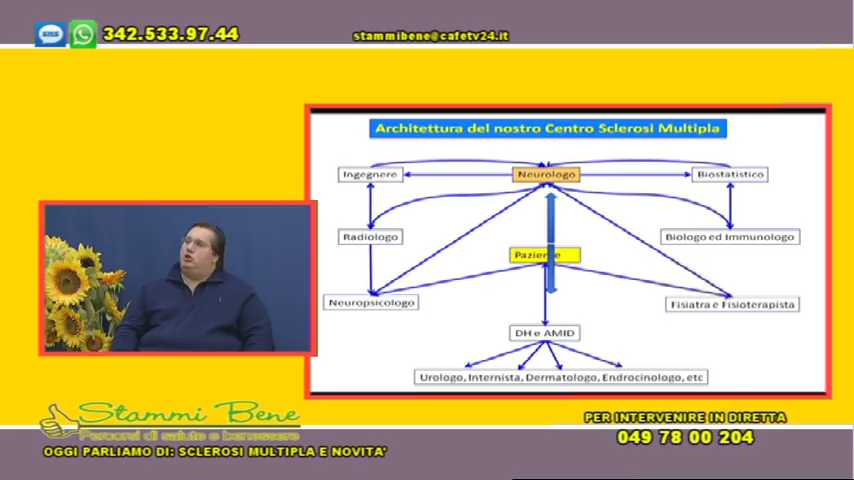 SMS
342.533.97.44
stammibene@cafetv24.it
Architettura del nostro Centro Sclerosi Multipla
Ingegnere
Neurologo
Biostatistico
Radiologo
Biologo ed Immunologo
Paziente
Neuropsicologo
Fisiatra e Fisioterapista
DH e AMID
Urologo, Internista, Dermatologo, Endrocinologo, etc
Stammi Bene
Percorsi di salute e benessere
PER INTERVENIRE IN DIRETTA
049 78 00 204
OGGI PARLIAMO DI: SCLEROSI MULTIPLA E NOVITA'